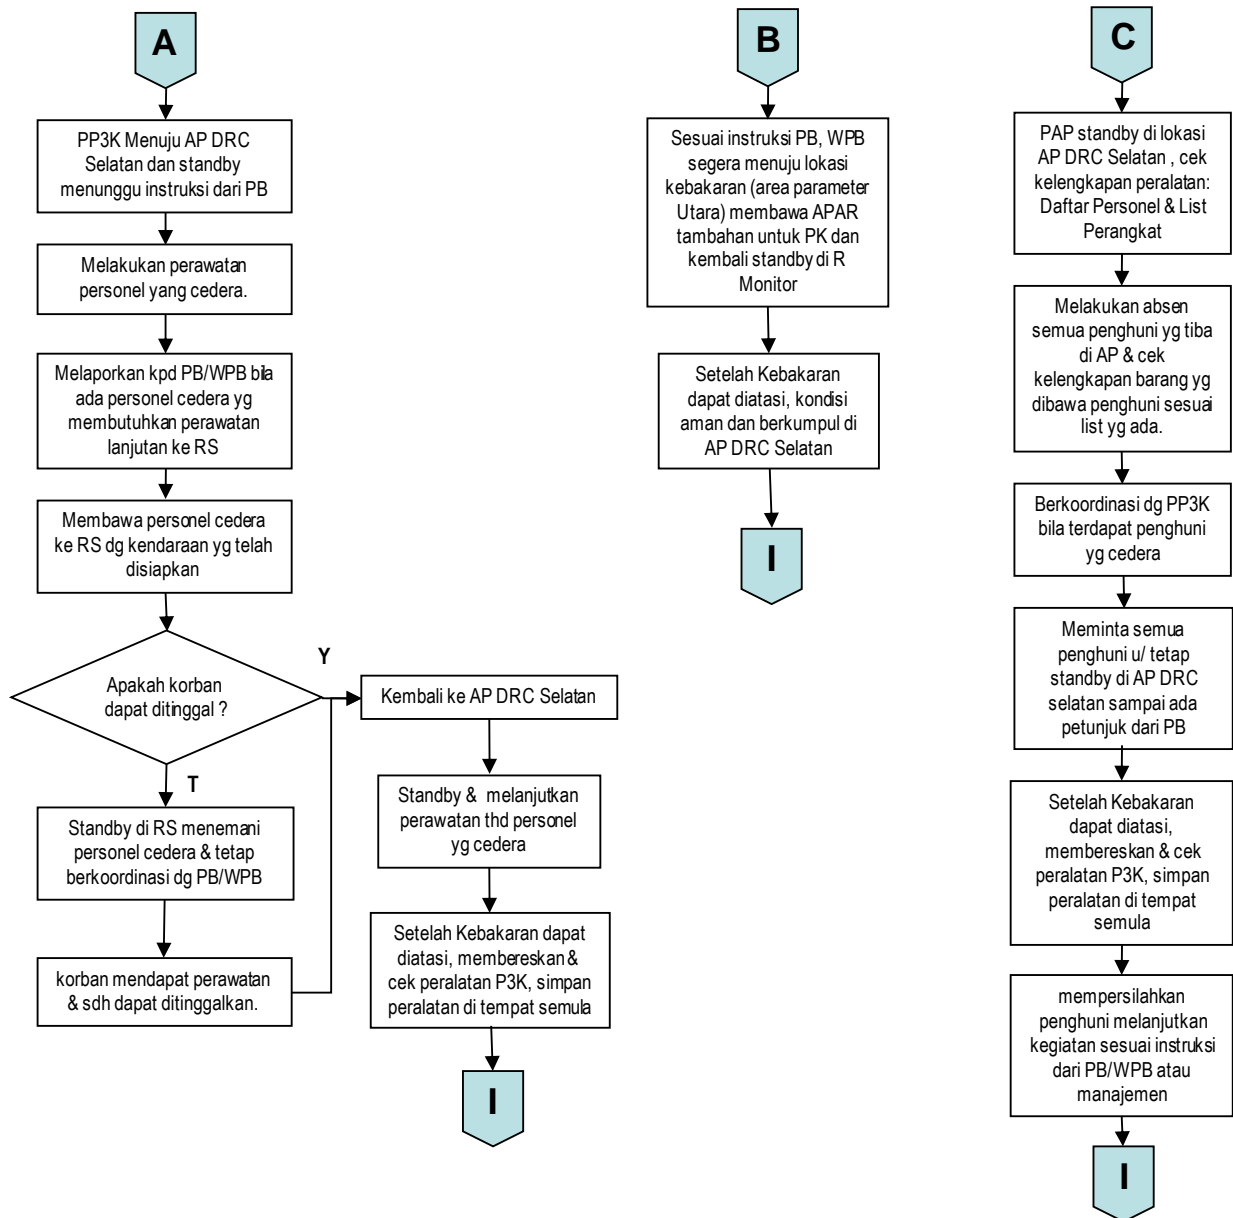 A
PP3K Menuju AP DRC
Selatan dan standby
menunggu instruksi dari PB
Melakukan perawatan
personel yang cedera.
Melaporkan kpd PB/WPB bila
ada personel cedera yg
membutuhkan perawatan
lanjutan ke RS
Membawa personel cedera
ke RS dg kendaraan yg telah
disiapkan
Apakah korban
dapat ditinggal ?
Y
T
Standby di RS menemani
personel cedera & tetap
berkoordinasi dg PB/WPB
korban mendapat perawatan
& sdh dapat ditinggalkan.
Kembali ke AP DRC Selatan
Standby & melanjutkan
perawatan thd personel
yg cedera
Setelah Kebakaran dapat
diatasi, membereskan &
cek peralatan P3K, simpan
peralatan di tempat semula
I
B
Sesuai instruksi PB, WPB
segera menuju lokasi
kebakaran (area parameter
Utara) membawa APAR
tambahan untuk PK dan
kembali standby di R
Monitor
Setelah Kebakaran
dapat diatasi, kondisi
aman dan berkumpul di
AP DRC Selatan
I
C
PAP standby di lokasi
AP DRC Selatan , cek
kelengkapan peralatan:
Daftar Personel & List
Perangkat
Melakukan absen
semua penghuni yg tiba
di AP & cek
kelengkapan barang yg
dibawa penghuni sesuai
list yg ada.
Berkoordinasi dg PP3K
bila terdapat penghuni
yg cedera
Meminta semua
penghuni u/ tetap
standby di AP DRC
selatan sampai ada
petunjuk dari PB
Setelah Kebakaran
dapat diatasi,
membereskan & cek
peralatan P3K, simpan
peralatan di tempat
semula
mempersilahkan
penghuni melanjutkan
kegiatan sesuai instruksi
dari PB/WPB atau
manajemen
I